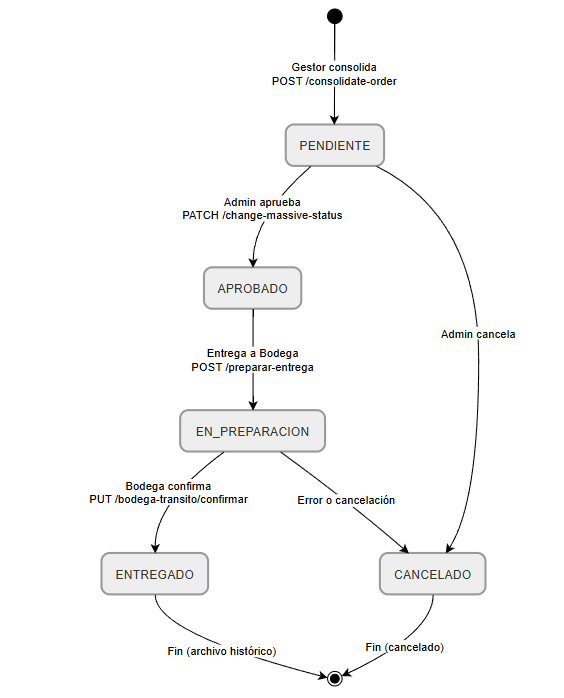 Gestor consolida
POST /consolidate-order
PENDIENTE
Admin aprueba
PATCH /change-massive-status
APROBADO
Admin cancela
Entrega a Bodega
POST /preparar-entrega
EN_PREPARACION
Bodega confirma
PUT /bodega-transito/confirmar
Error o cancelación
ENTREGADO
CANCELADO
Fin (archivo histórico)
Fin (cancelado)